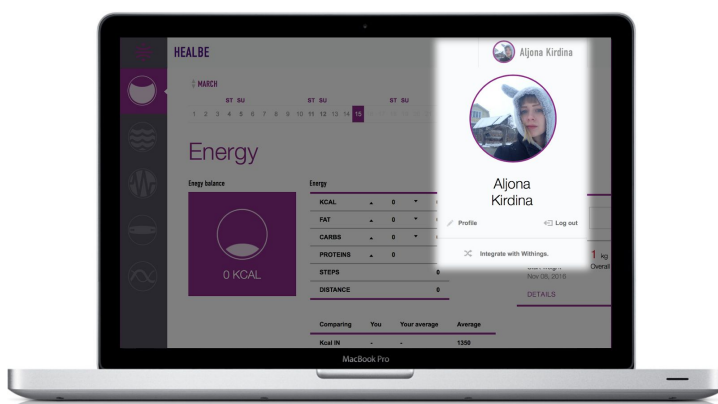 HEALBE
Aljona Kirdina
MARCH
ST SU ST SU ST SU
1 2 3 4 5 6 7 8 9 10 11 12 13 14 15
Energy
Enegy balance
0 KCAL
Energy
KCAL 0
FAT 0
CARBS 0
PROTEINS 0
STEPS 0
DISTANCE 0
Comparing You Your average Average
Kcal IN - - 1350
Aljona
Kirdina
Profile Log out
Integrate with Withings.
1 kg
Overall
Nov 08, 2016
DETAILS
MacBook Pro